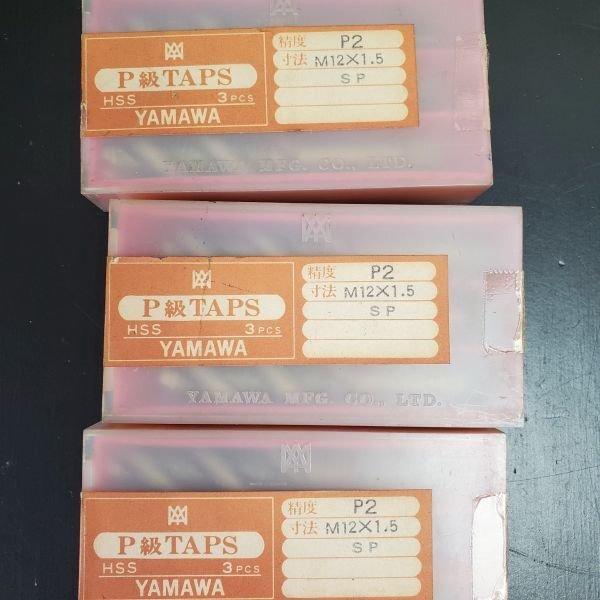 P級TAPS
HSS 3PCS
YAMAWA
精度 P2
寸法 M12×1.5
SP
YAMAWA MFG. CO., LTD.
P級TAPS
HSS 3PCS
YAMAWA
精度 P2
寸法 M12×1.5
SP
YAMAWA MFG. CO., LTD.
P級TAPS
HSS 3PCS
YAMAWA
精度 P2
寸法 M12×1.5
SP